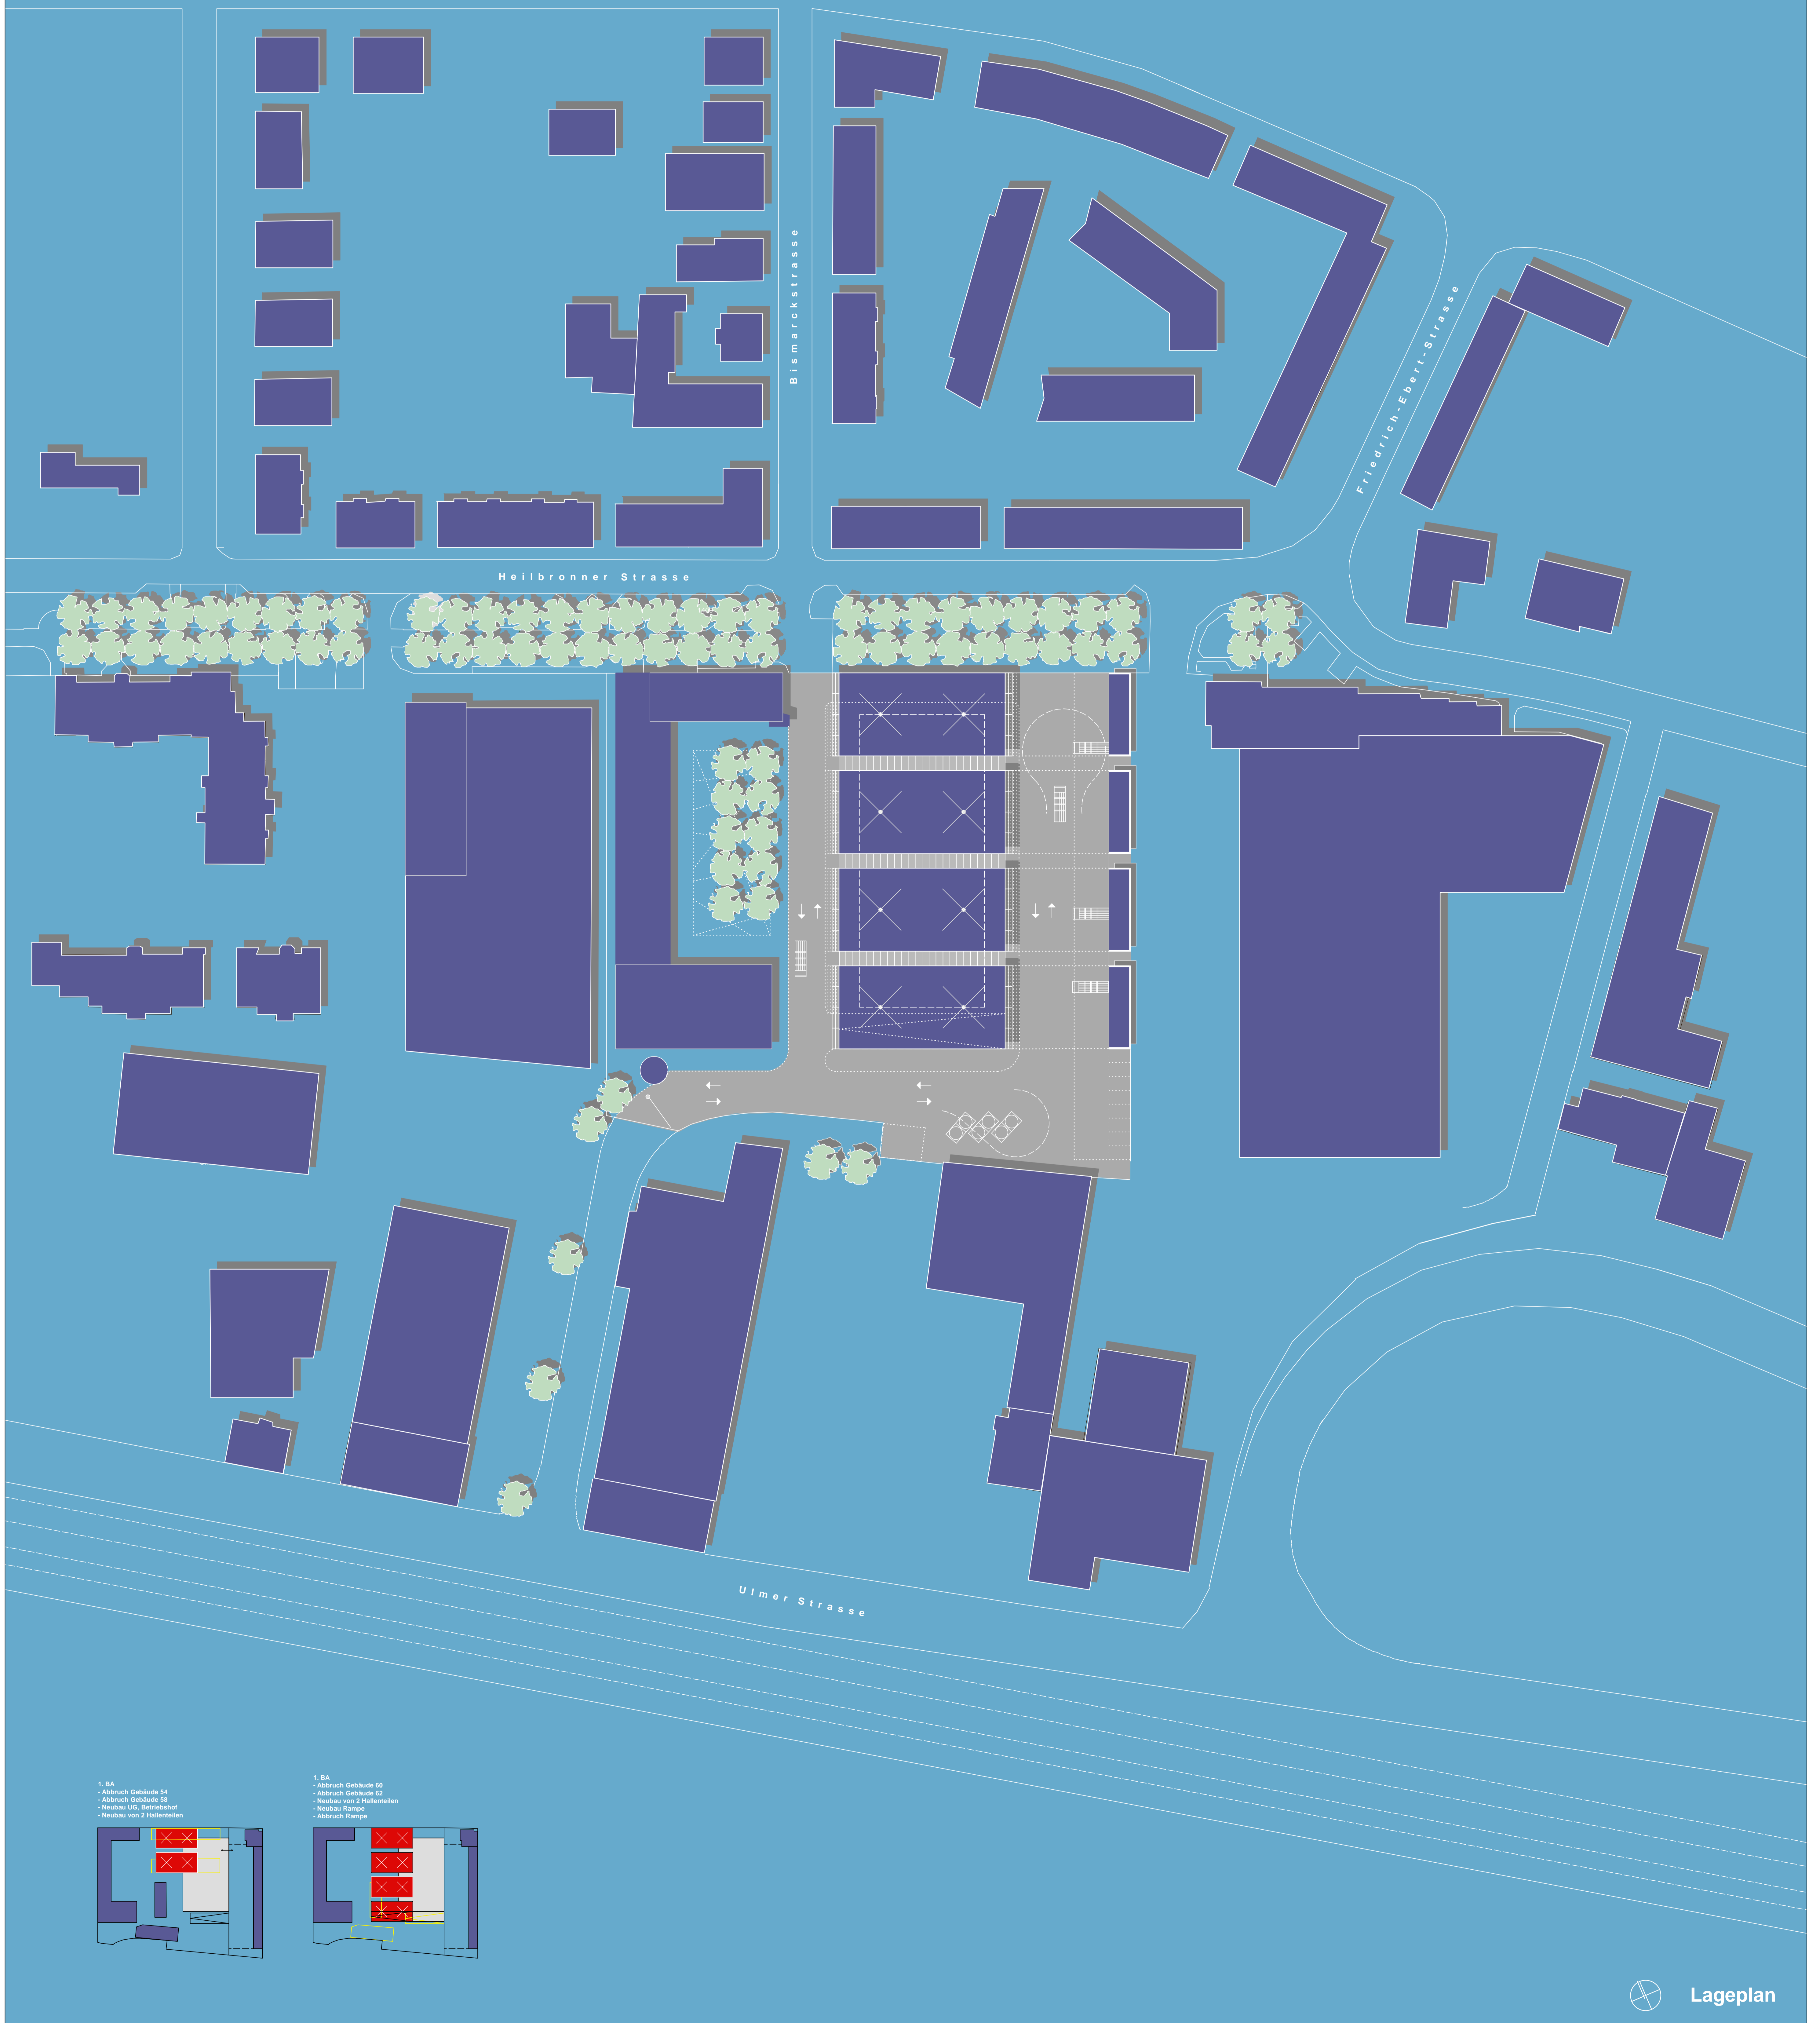 Bismarckstrasse
Friedrich-Ebert-Strasse
Heilbronner Strasse
Ulmer Strasse
1. BA
- Abbruch Gebäude 54
- Abbruch Gebäude 58
- Neubau UG, Betriebshof
- Neubau von 2 Hallenteilen
1. BA
- Abbruch Gebäude 60
- Abbruch Gebäude 62
- Neubau von 2 Hallenteilen
- Neubau Rampe
- Abbruch Rampe
Lageplan